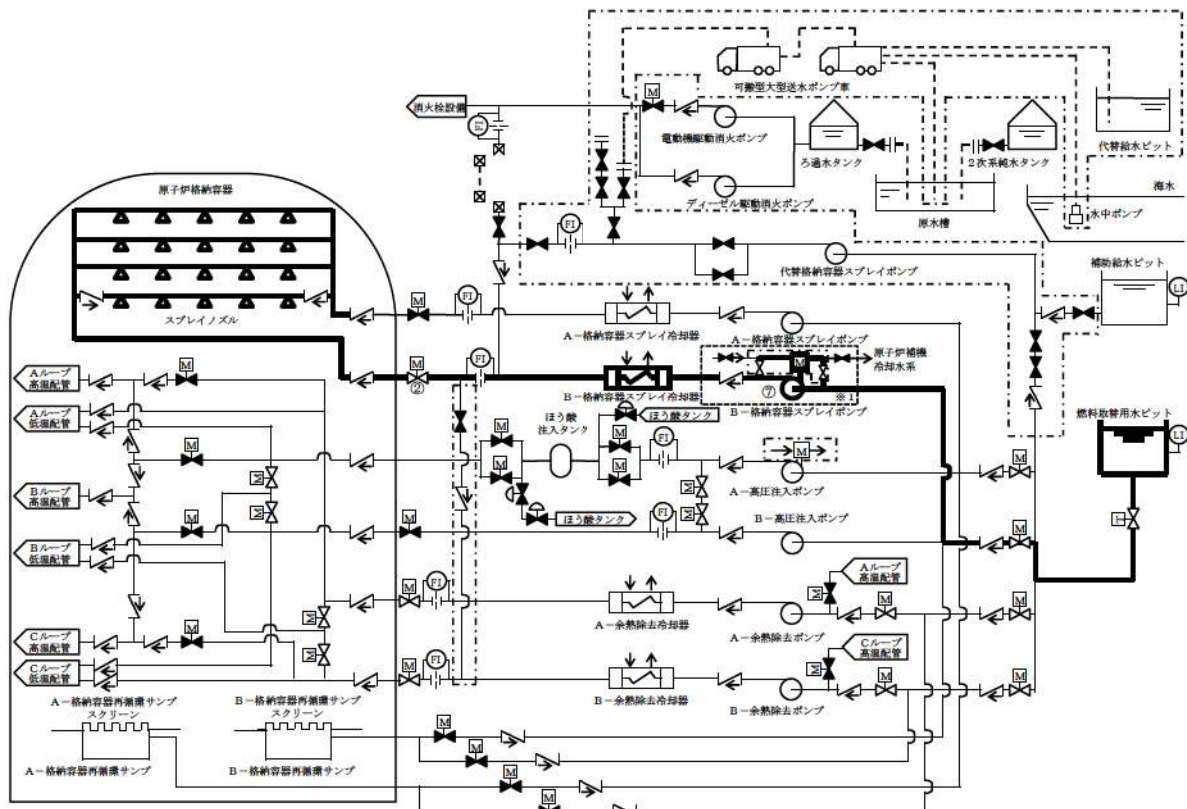 可搬型大型送水ポンプ車
消火栓設備
M
FI
電動機駆動消火ポンプ
ろ過水タンク
2次系純水タンク
代替給水ピット
ディーゼル駆動消火ポンプ
海水
原水槽
水中ポンプ
原子炉格納容器
FI
代替格納容器スプレイポンプ
補助給水ピット
LI
スプレイノズル
M
FI
A-格納容器スプレイ冷却器
A-格納容器スプレイポンプ
原子炉補機
冷却水系
M
M
②
FI
⑦
※1
B-格納容器スプレイ冷却器
B-格納容器スプレイポンプ
燃料取替用水ピット
LI
Aループ
高温配管
M
Aループ
低温配管
ほう酸
注入タンク
ほう酸タンク
M
M
FI
M
M
M
M
M
A-高圧注入ポンプ
M
M
Bループ
高温配管
M
ほう酸タンク
M
M
M
FI
M
B-高圧注入ポンプ
M
I
Bループ
低温配管
Aループ
高温配管
M
FI
M
M
M
M
A-余熱除去冷却器
A-余熱除去ポンプ
Cループ
高温配管
M
M
Cループ
高温配管
Cループ
低温配管
M
FI
M
M
M
B-余熱除去冷却器
B-余熱除去ポンプ
A-格納容器再循環サンプ
スクリーン
B-格納容器再循環サンプ
スクリーン
M
M
A-格納容器再循環サンプ
B-格納容器再循環サンプ
M
M